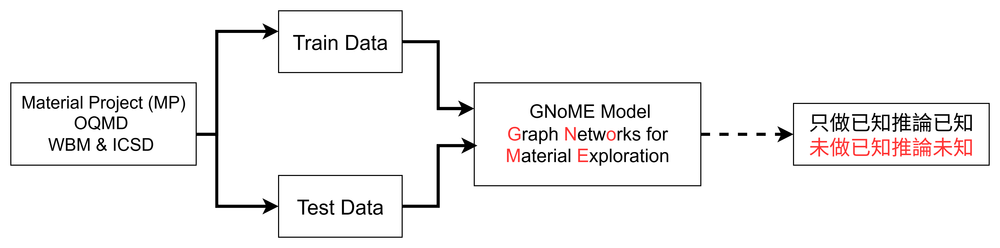 Train Data
Material Project (MP)
OQMD
WBM & ICSD
GNoME Model
Graph Networks for
Material Exploration
只做已知推論已知
未做已知推論未知
Test Data